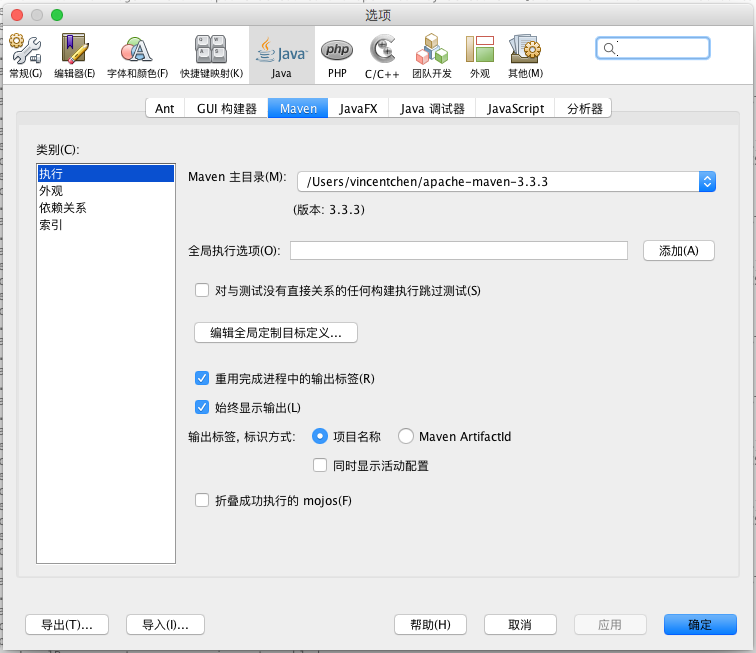 选项
常规(G) 编辑器(E) 字体和颜色(F) 快捷键映射(K) Java PHP C/C++ 团队开发 外观 其他(M)
Ant GUI 构建器 Maven JavaFX Java 调试器 JavaScript 分析器
类别(C):
执行
外观
依赖关系
索引
Maven 主目录(M): /Users/vincentchen/apache-maven-3.3.3
(版本: 3.3.3)
全局执行选项(O): 添加(A)
对与测试没有直接关系的任何构建执行跳过测试(S)
编辑全局定制目标定义...
重用完成进程中的输出标签(R)
始终显示输出(L)
输出标签, 标识方式: 项目名称 Maven ArtifactId
同时显示活动配置
折叠成功执行的 mojos(F)
导出(T)... 导入(I)... 帮助(H) 取消 应用 确定